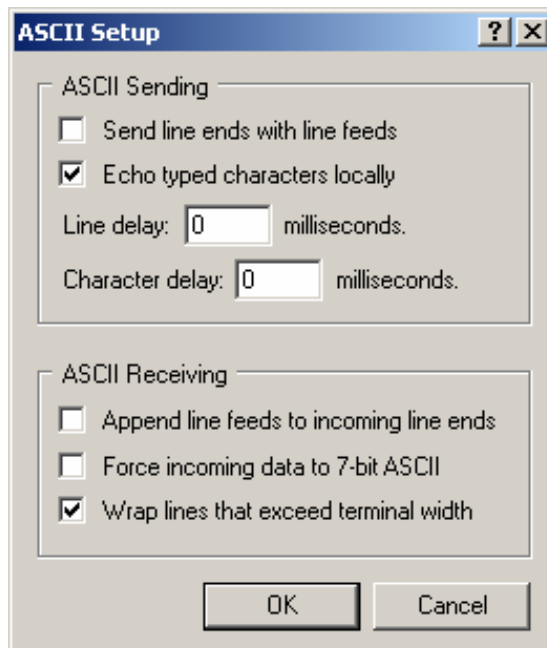 ASCII Setup
ASCII Sending
Send line ends with line feeds
Echo typed characters locally
Line delay: 0 milliseconds.
Character delay: 0 milliseconds.
ASCII Receiving
Append line feeds to incoming line ends
Force incoming data to 7-bit ASCII
Wrap lines that exceed terminal width
OK Cancel